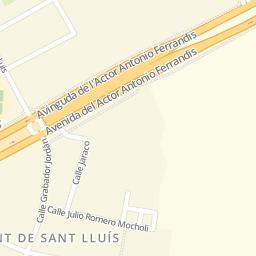 Avinguda de l'Actor Antonio Ferrandis
Avenida del Actor Antonio Ferrandis
Calle Grabador Jordán
Calle Jaraco
Calle Julio Romero Mocholi
NT DE SANT LLUÍS